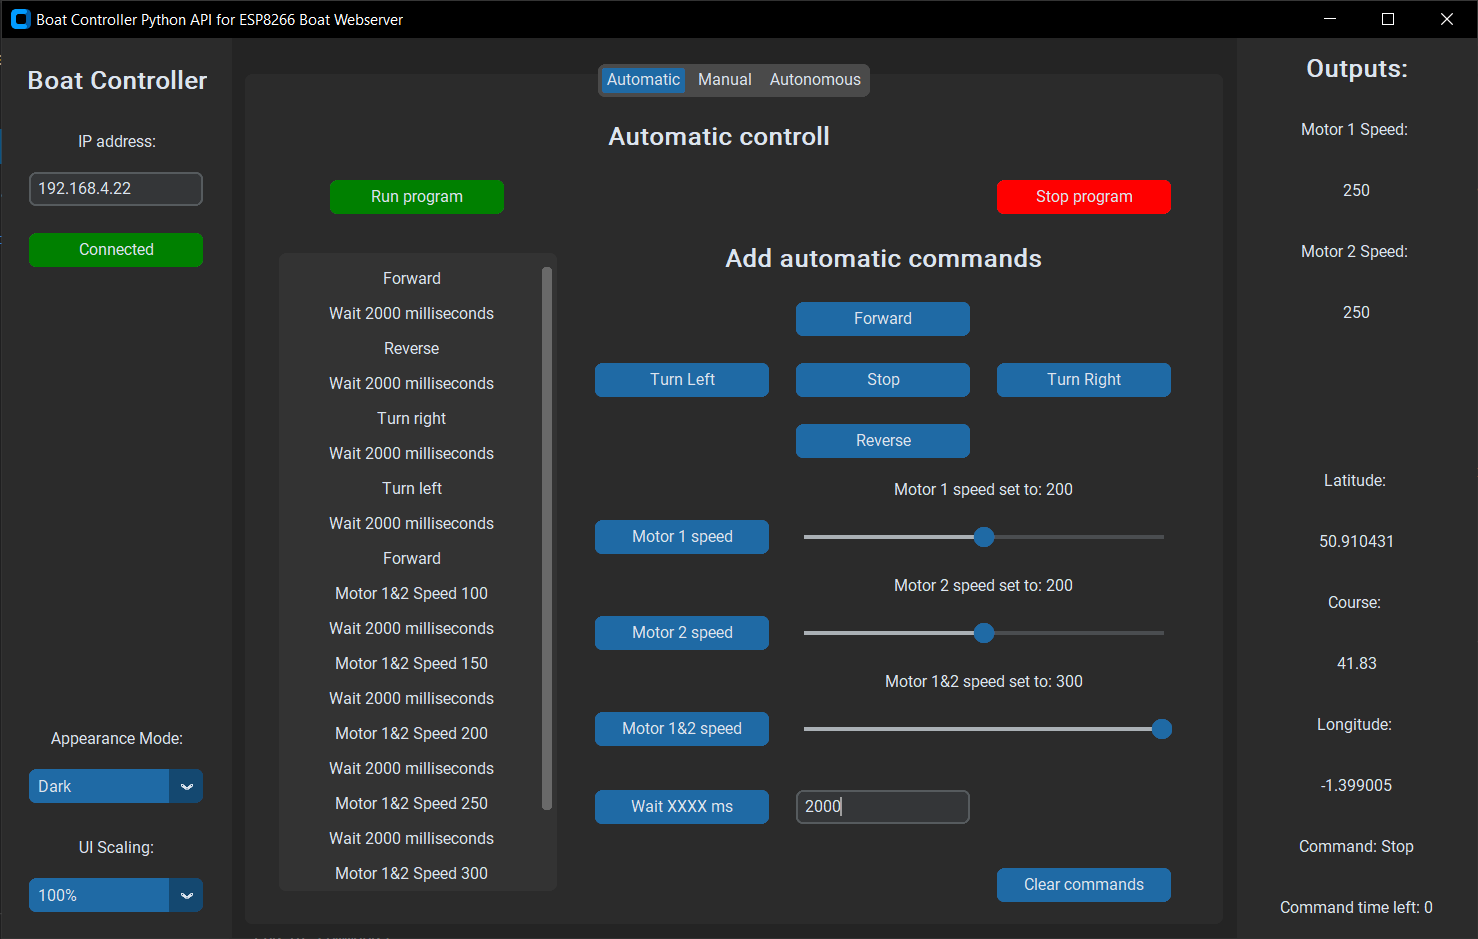 Boat Controller Python API for ESP8266 Boat Webserver
Boat Controller
IP address:
192.168.4.22
Connected
Appearance Mode:
Dark
UI Scaling:
100%
Automatic Manual Autonomous
Automatic controll
Run program
Stop program
Forward
Wait 2000 milliseconds
Reverse
Wait 2000 milliseconds
Turn right
Wait 2000 milliseconds
Turn left
Wait 2000 milliseconds
Forward
Motor 1&2 Speed 100
Wait 2000 milliseconds
Motor 1&2 Speed 150
Wait 2000 milliseconds
Motor 1&2 Speed 200
Wait 2000 milliseconds
Motor 1&2 Speed 250
Wait 2000 milliseconds
Motor 1&2 Speed 300
Add automatic commands
Forward
Turn Left
Stop
Turn Right
Reverse
Motor 1 speed set to: 200
Motor 1 speed
Motor 2 speed set to: 200
Motor 2 speed
Motor 1&2 speed set to: 300
Motor 1&2 speed
Wait XXXX ms
2000
Clear commands
Outputs:
Motor 1 Speed:
250
Motor 2 Speed:
250
Latitude:
50.910431
Course:
41.83
Longitude:
-1.399005
Command: Stop
Command time left: 0